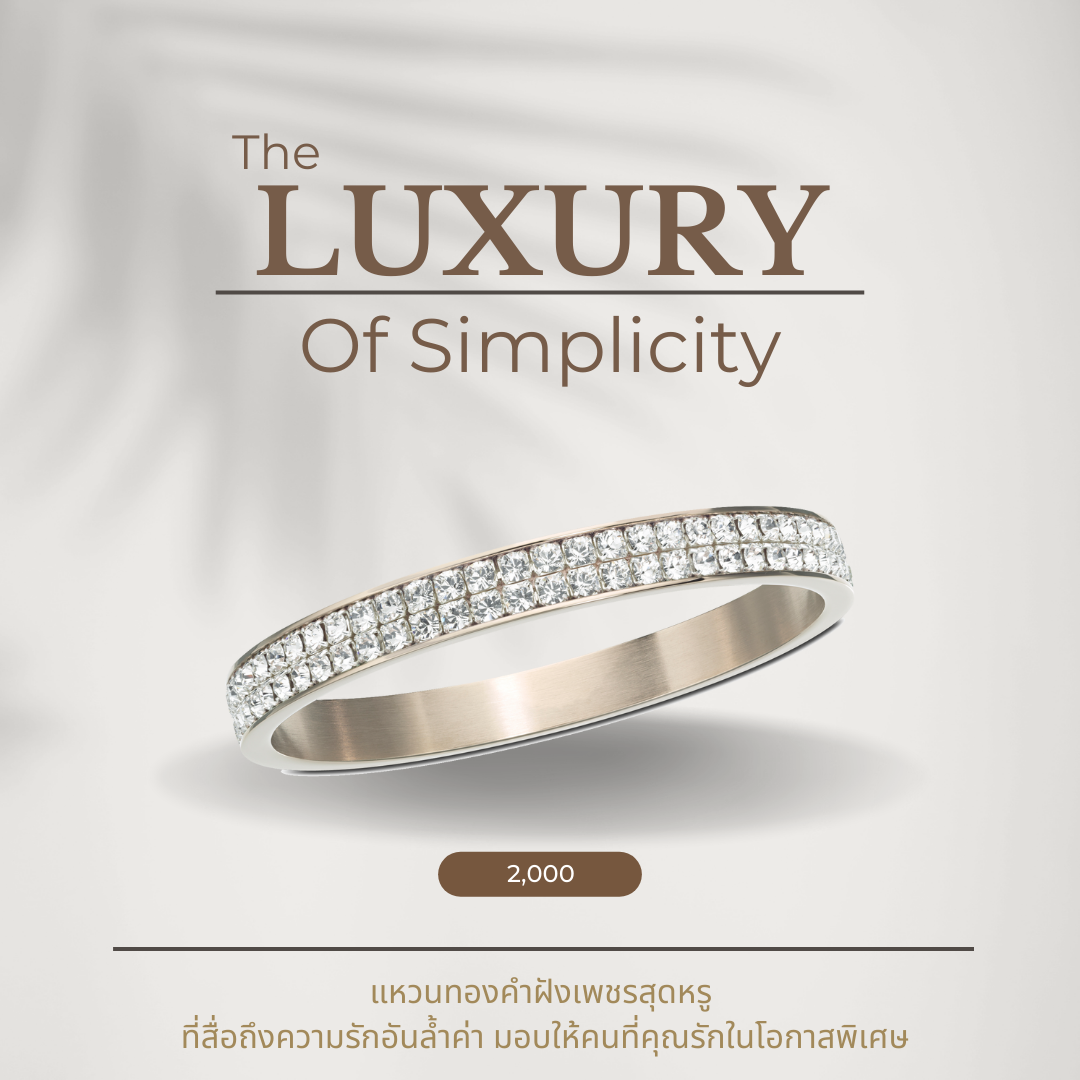 The
LUXURY
Of Simplicity
2,000
แหวนทองคำฝังเพชรสุดหรู
ที่สื่อถึงความรักอันล้ำค่า มอบให้คนที่คุณรักในโอกาสพิเศษ